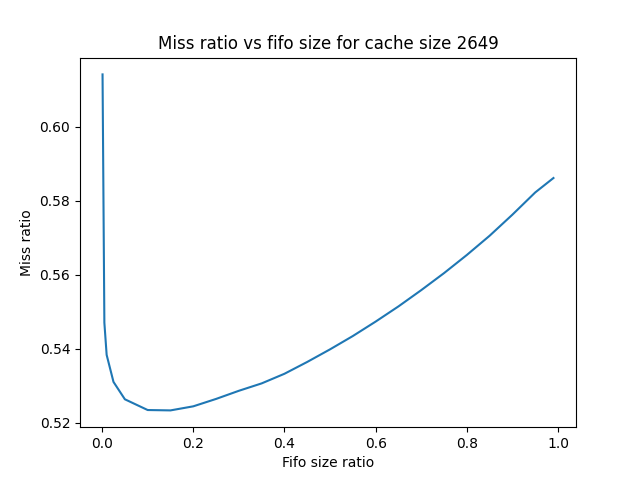 Miss ratio vs fifo size for cache size 2649
Miss ratio
0.60
0.58
0.56
0.54
0.52
0.0 0.2 0.4 0.6 0.8 1.0
Fifo size ratio